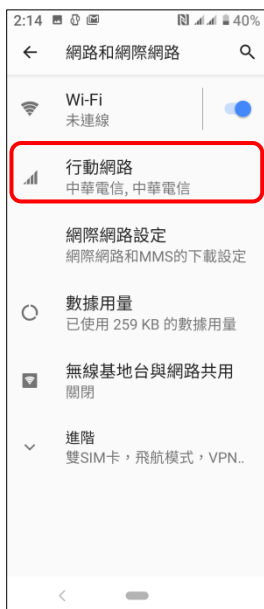 2:14 40%
網路和網際網路
Wi-Fi
未連線
行動網路
中華電信, 中華電信
網際網路設定
網際網路和MMS的下載設定
數據用量
已使用 259 KB 的數據用量
無線基地台與網路共用
關閉
進階
雙SIM卡，飛航模式，VPN..